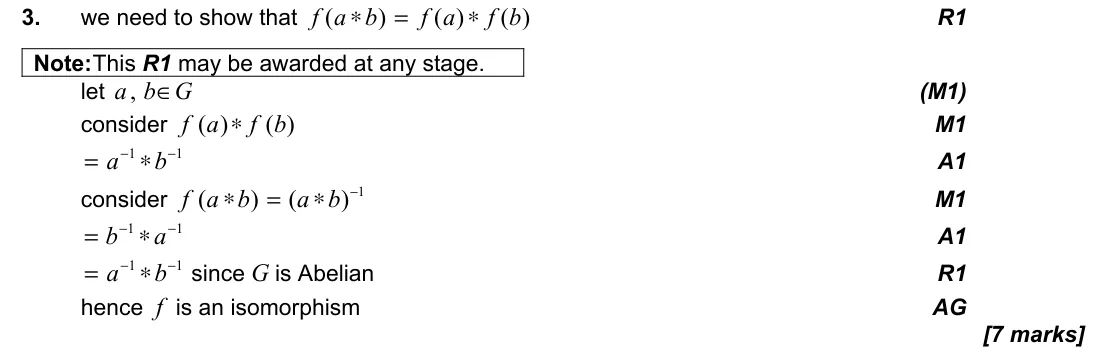 3. we need to show that f(a∗b) = f(a)∗f(b) R1
Note:This R1 may be awarded at any stage.
let a, b∈G (M1)
consider f(a)∗f(b) M1
= a⁻¹∗b⁻¹ A1
consider f(a∗b) = (a∗b)⁻¹ M1
= b⁻¹∗a⁻¹ A1
= a⁻¹∗b⁻¹ since G is Abelian R1
hence f is an isomorphism AG
[7 marks]